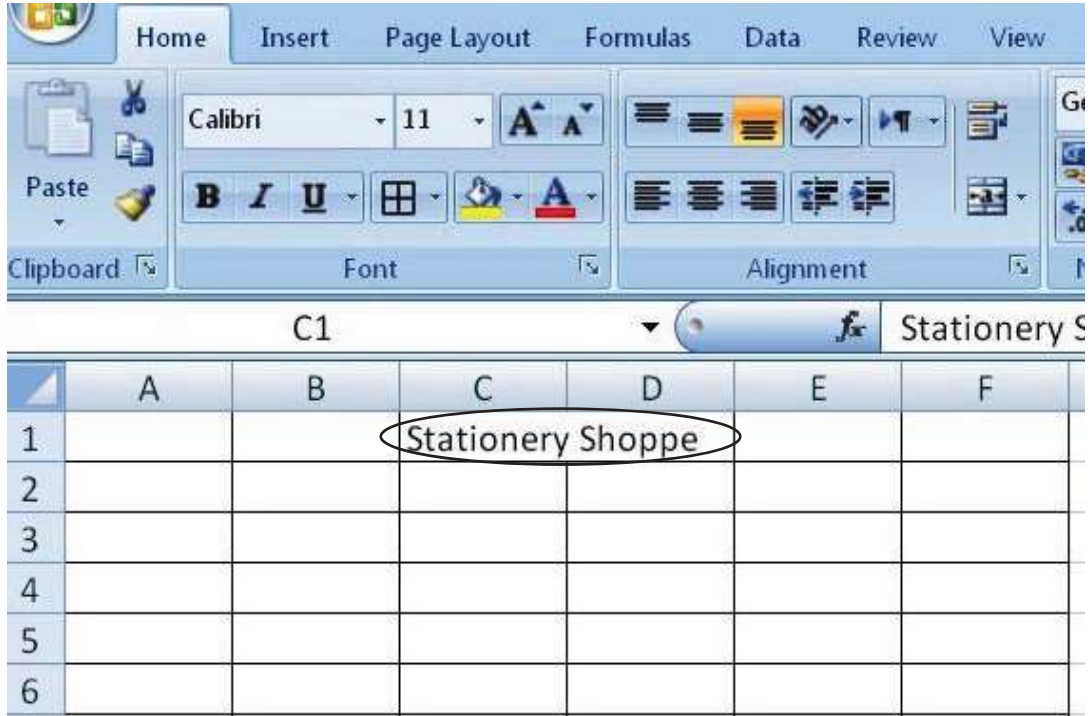 Home Insert Page Layout Formulas Data Review View
Calibri 11 A A
Paste B I U A a
Clipboard Font Alignment
C1 fx Stationery S
A B C D E F
1 Stationery Shoppe
2
3
4
5
6